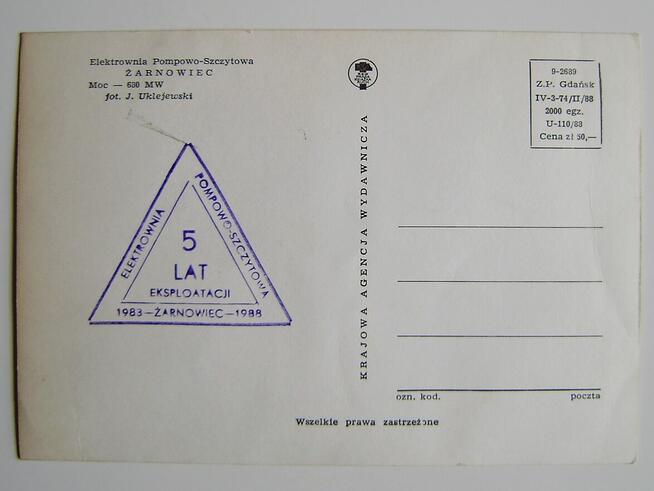 Elektrownia Pompowo-Szczytowa
ŻARNOWIEC
Moc — 680 MW
fot. J. Uklejewski
ELEKTROWNIA
POMPOWO-SZCZYTOWA
5
LAT
EKSPLOATACJI
1983—ŻARNOWIEC—1988
KRAJOWA AGENCJA WYDAWNICZA
9-2689
Z.P. Gdańsk
IV-3-74/II/88
2000 egz.
U-110/88
Cena zł 50,—
ozn. kod. poczta
Wszelkie prawa zastrzeżone